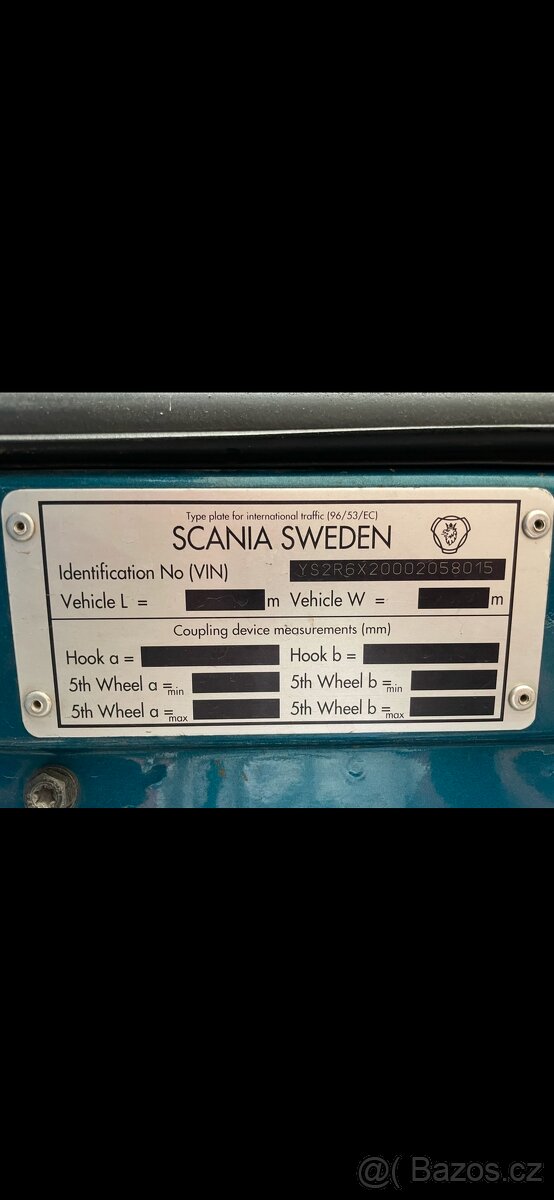 Type plate for international traffic (96/53/EC)
SCANIA SWEDEN
Identification No (VIN) YS2R6X20002058015
Vehicle L = m Vehicle W = m
Coupling device measurements (mm)
Hook a = Hook b =
5th Wheel a =min 5th Wheel b =min
5th Wheel a =max 5th Wheel b =max
@( Bazos.cz